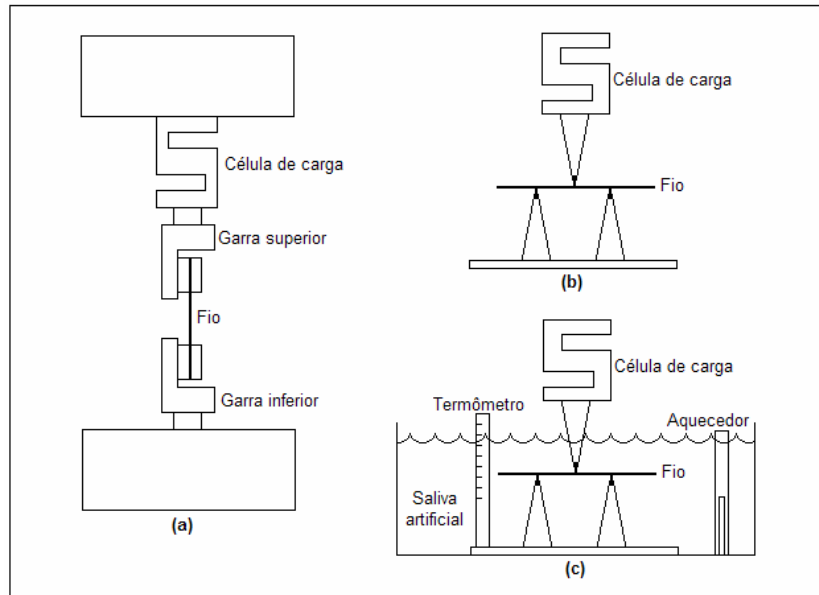 Célula de carga
Garra superior
Fio
Garra inferior
(a)
Célula de carga
Fio
(b)
Célula de carga
Termômetro
Aquecedor
Fio
Saliva
artificial
(c)